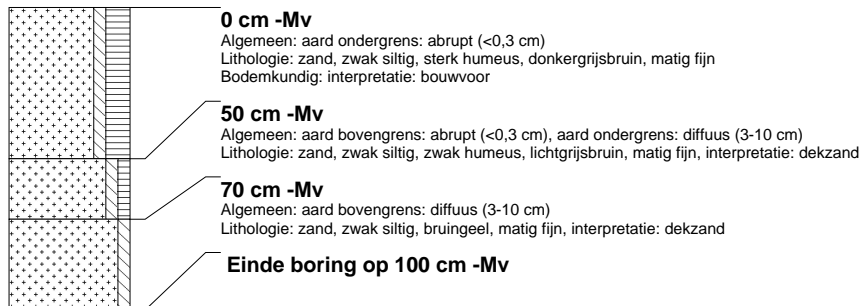 0 cm -Mv
Algemeen: aard ondergrens: abrupt (<0,3 cm)
Lithologie: zand, zwak siltig, sterk humeus, donkergrijsbruin, matig fijn
Bodemkundig: interpretatie: bouwvoor
50 cm -Mv
Algemeen: aard bovengrens: abrupt (<0,3 cm), aard ondergrens: diffuus (3-10 cm)
Lithologie: zand, zwak siltig, zwak humeus, lichtgrijsbruin, matig fijn, interpretatie: dekzand
70 cm -Mv
Algemeen: aard bovengrens: diffuus (3-10 cm)
Lithologie: zand, zwak siltig, bruingeel, matig fijn, interpretatie: dekzand
Einde boring op 100 cm -Mv